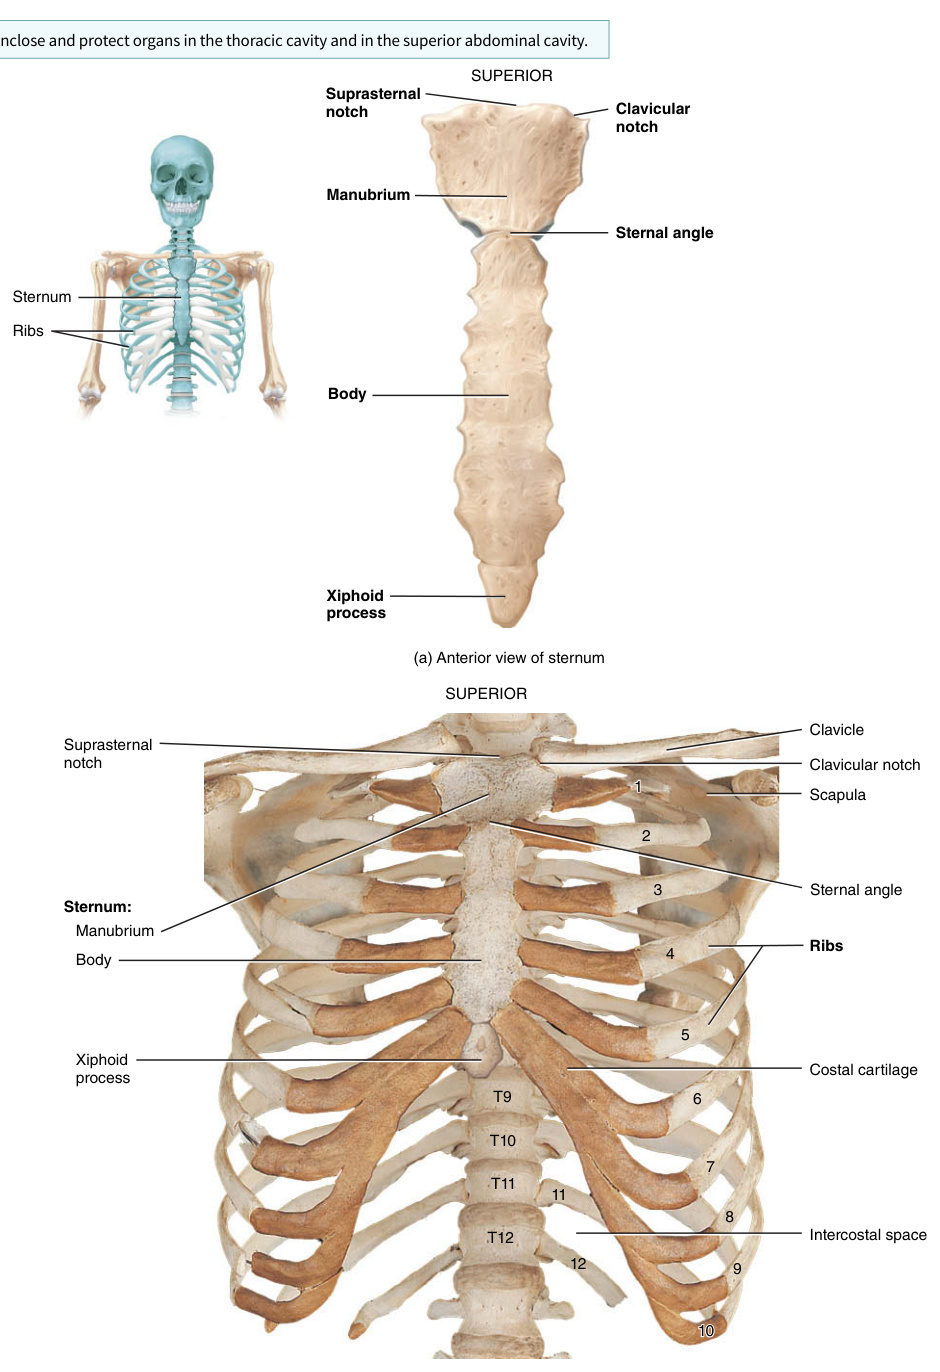 nclose and protect organs in the thoracic cavity and in the superior abdominal cavity.
SUPERIOR
Suprasternal
notch
Clavicular
notch
Manubrium
Sternal angle
Sternum
Ribs
Body
Xiphoid
process
(a) Anterior view of sternum
SUPERIOR
Suprasternal
notch
Clavicle
Clavicular notch
Scapula
1
2
3
Sternal angle
Sternum:
Manubrium
Body
4
Ribs
5
Xiphoid
process
Costal cartilage
T9
6
T10
7
T11
11
8
T12
Intercostal space
12
9
10